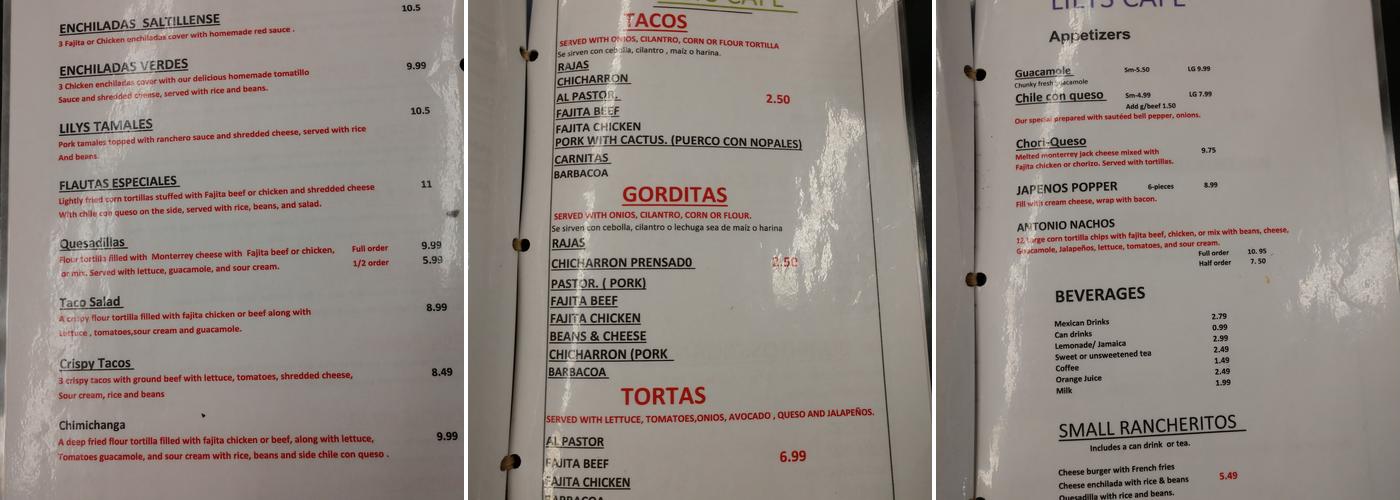 10.5
ENCHILADAS SALTILLENSE
3 Fajita or Chicken enchiladas cover with homemade red sauce .
ENCHILADAS VERDES 9.99
3 Chicken enchiladas cover with our delicious homemade tomatillo
Sauce and shredded cheese, served with rice and beans.
10.5
LILYS TAMALES
Pork tamales topped with ranchero sauce and shredded cheese, served with rice
And beans.
FLAUTAS ESPECIALES 11
Lightly fried corn tortillas stuffed with Fajita beef or chicken and shredded cheese
With chile con queso on the side, served with rice, beans, and salad.
Quesadillas
Flour tortilla filled with Monterrey cheese with Fajita beef or chicken, Full order 9.99
or mix. Served with lettuce, guacamole, and sour cream. 1/2 order 5.99
Taco Salad 8.99
A crispy flour tortilla filled with fajita chicken or beef along with
Lettuce , tomatoes,sour cream and guacamole.
Crispy Tacos 8.49
3 crispy tacos with ground beef with lettuce, tomatoes, shredded cheese,
Sour cream, rice and beans
Chimichanga 9.99
A deep fried flour tortilla filled with fajita chicken or beef, along with lettuce,
Tomatoes guacamole, and sour cream with rice, beans and side chile con queso .
TACOS
SERVED WITH ONIOS, CILANTRO, CORN OR FLOUR TORTILLA
Se sirven con cebolla, cilantro , maiz o harina.
RAJAS
CHICHARRON
AL PASTOR. 2.50
FAJITA BEEF
FAJITA CHICKEN
PORK WITH CACTUS. (PUERCO CON NOPALES)
CARNITAS
BARBACOA
GORDITAS
SERVED WITH ONIOS, CILANTRO, CORN OR FLOUR.
Se sirven con cebolla, cilantro o lechuga sea de maiz o harina
RAJAS
CHICHARRON PRENSAD0 2.50
PASTOR. ( PORK)
FAJITA BEEF
FAJITA CHICKEN
BEANS & CHEESE
CHICHARRON (PORK
BARBACOA
TORTAS
SERVED WITH LETTUCE, TOMATOES,ONIOS, AVOCADO , QUESO AND JALAPEÑOS.
AL PASTOR
FAJITA BEEF 6.99
FAJITA CHICKEN
BARBACOA
LILYS CAFE
Appetizers
Guacamole Sm-5.50 LG 9.99
Chunky fresh guacamole
Chile con queso Sm-4.99 LG 7.99
Add g/beef 1.50
Our special prepared with sautéed bell pepper, onions.
Chori-Queso
Melted monterrey jack cheese mixed with 9.75
Fajita chicken or chorizo. Served with tortillas.
JAPENOS POPPER 6-pieces 8.99
Fill with cream cheese, wrap with bacon.
ANTONIO NACHOS
12 Large corn tortilla chips with fajita beef, chicken, or mix with beans, cheese,
Guacamole, Jalapeños, lettuce, tomatoes, and sour cream.
Full order 10. 95
Half order 7. 50
BEVERAGES
Mexican Drinks 2.79
Can drinks 0.99
Lemonade/ Jamaica 2.99
Sweet or unsweetened tea 2.49
Coffee 1.49
Orange Juice 2.49
Milk 1.99
SMALL RANCHERITOS
Includes a can drink or tea.
Cheese burger with French fries
Cheese enchilada with rice & beans 5.49
Quesadilla with rice and beans.